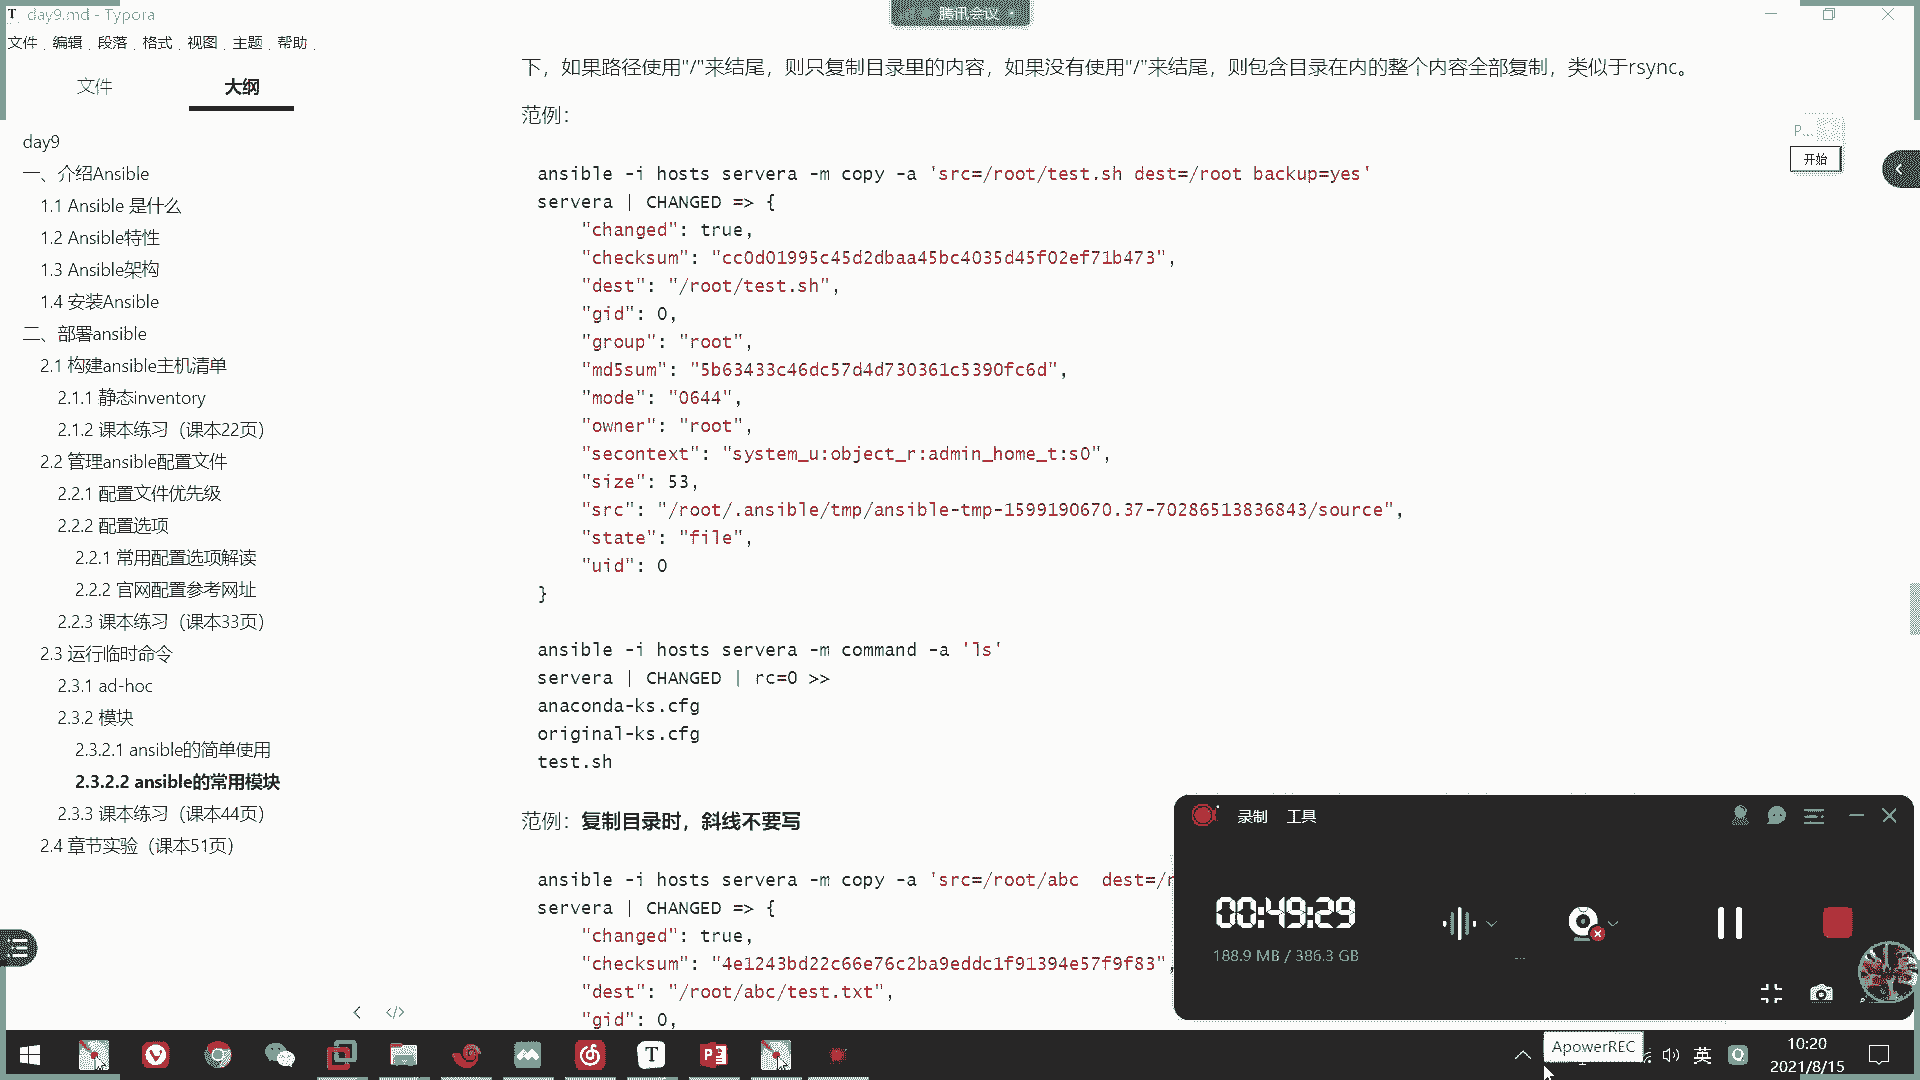 day9.md - Typora
腾讯会议
文件 编辑 段落 格式 视图 主题 帮助
文件
大纲
day9
一、介绍Ansible
1.1 Ansible 是什么
1.2 Ansible特性
1.3 Ansible架构
1.4 安装Ansible
二、部署ansible
2.1 构建ansible主机清单
2.1.1 静态inventory
2.1.2 课本练习（课本22页）
2.2 管理ansible配置文件
2.2.1 配置文件优先级
2.2.2 配置选项
2.2.1 常用配置选项解读
2.2.2 官网配置参考网址
2.2.3 课本练习（课本33页）
2.3 运行临时命令
2.3.1 ad-hoc
2.3.2 模块
2.3.2.1 ansible的简单使用
2.3.2.2 ansible的常用模块
2.3.3 课本练习（课本44页）
2.4 章节实验（课本51页）
下，如果路径使用"/"来结尾，则只复制目录里的内容，如果没有使用"/"来结尾，则包含目录在内的整个内容全部复制，类似于rsync。
范例：
ansible -i hosts servera -m copy -a 'src=/root/test.sh dest=/root backup=yes'
servera | CHANGED => {
"changed": true,
"checksum": "cc0d01995c45d2dbaa45bc4035d45f02ef71b473",
"dest": "/root/test.sh",
"gid": 0,
"group": "root",
"md5sum": "5b63433c46dc57d4d730361c5390fc6d",
"mode": "0644",
"owner": "root",
"secontext": "system_u:object_r:admin_home_t:s0",
"size": 53,
"src": "/root/.ansible/tmp/ansible-tmp-1599190670.37-70286513836843/source",
"state": "file",
"uid": 0
}
ansible -i hosts servera -m command -a 'ls'
servera | CHANGED | rc=0 >>
anaconda-ks.cfg
original-ks.cfg
test.sh
范例：复制目录时，斜线不要写
ansible -i hosts servera -m copy -a 'src=/root/abc  dest=/r
servera | CHANGED => {
"changed": true,
"checksum": "4e1243bd22c66e76c2ba9eddc1f91394e57f9f83",
"dest": "/root/abc/test.txt",
"gid": 0,
P...
开始
录制 工具
00:49:29
188.9 MB / 386.3 GB
ApowerREC
英
10:20
2021/8/15